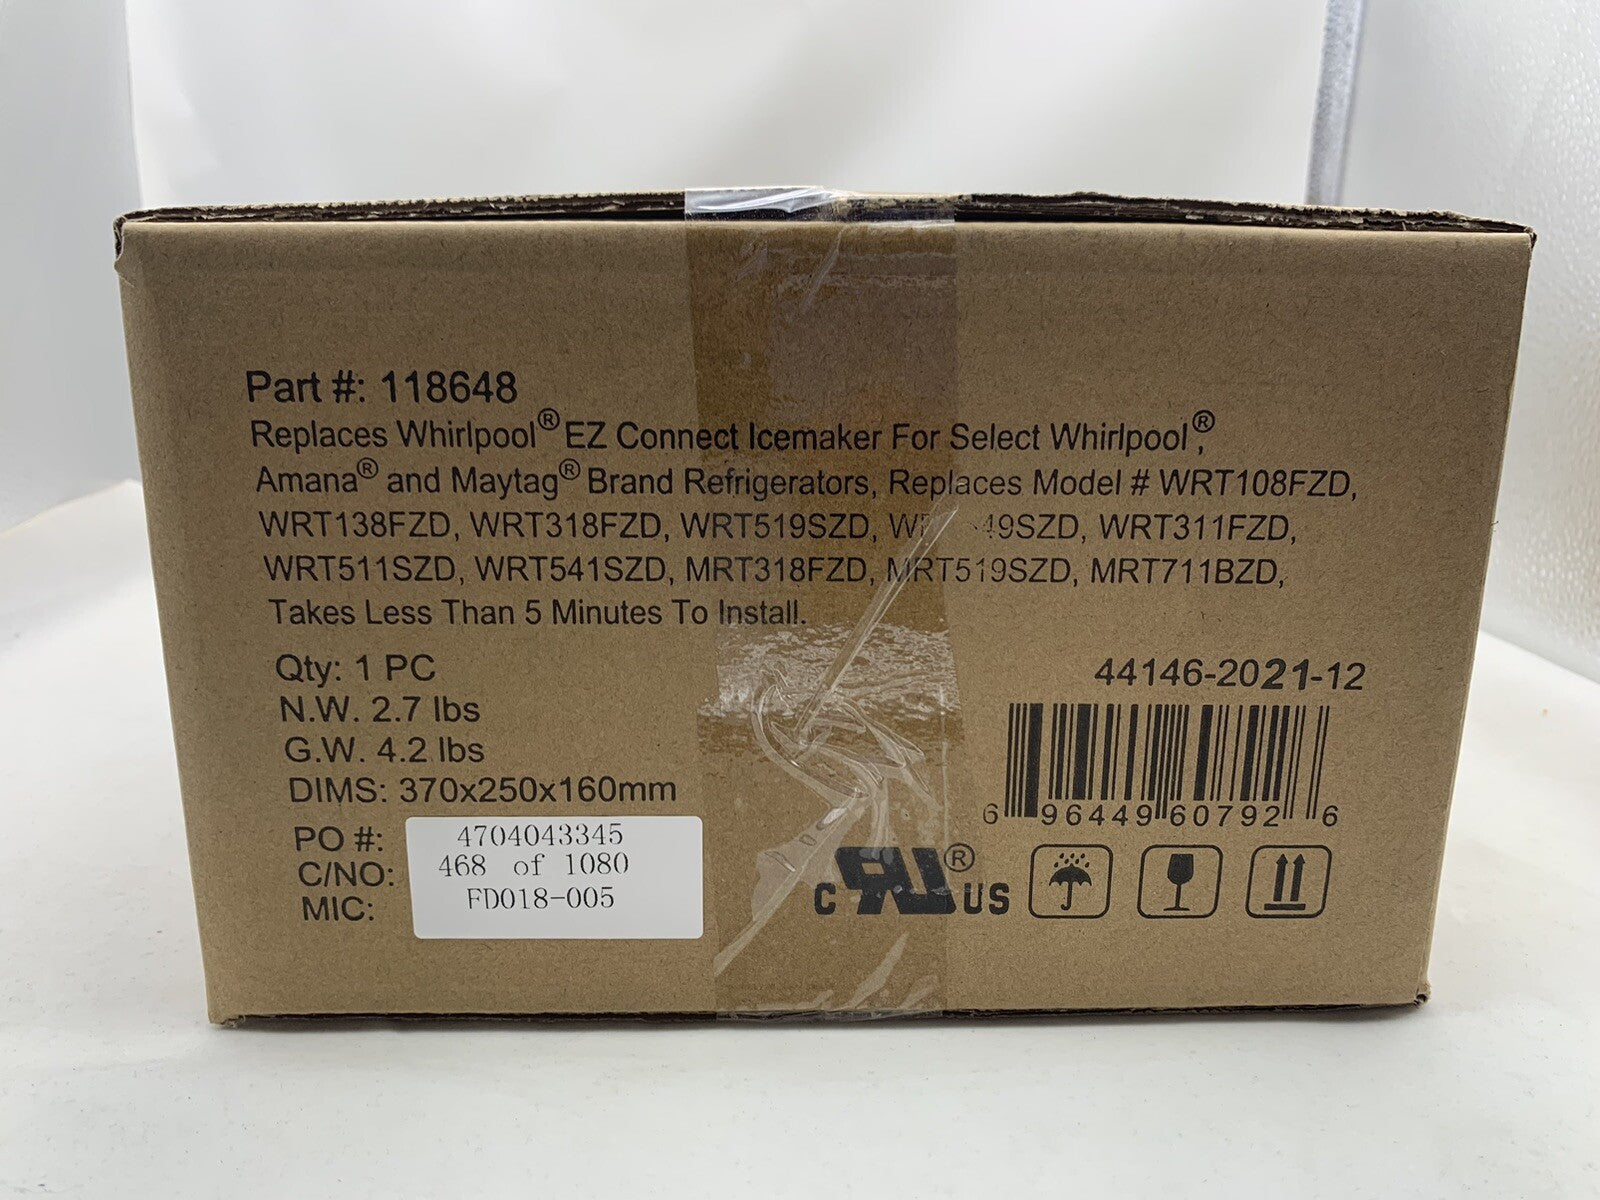 Part #: 118648
Replaces Whirlpool® EZ Connect Icemaker For Select Whirlpool®,
Amana® and Maytag® Brand Refrigerators, Replaces Model # WRT108FZD,
WRT138FZD, WRT318FZD, WRT519SZD, WRT311FZD,
WRT511SZD, WRT541SZD, MRT318FZD, MRT519SZD, MRT711BZD,
Takes Less Than 5 Minutes To Install.
Qty: 1 PC
N.W. 2.7 lbs
G.W. 4.2 lbs
DIMS: 370x250x160mm
PO #: 4704043345
C/NO: 468 of 1080
MIC: FD018-005
44146-2021-12
6 96449 60792 6
C RU® US